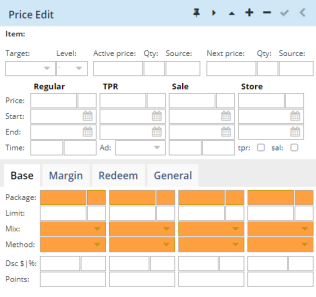 Price Edit
Item:
Target: Level: Active price: Qty: Source: Next price: Qty: Source:
Regular TPR Sale Store
Price:
Start:
End:
Time: Ad: tpr: sal:
Base Margin Redeem General
Package:
Limit:
Mix:
Method:
Dsc $|%:
Points: